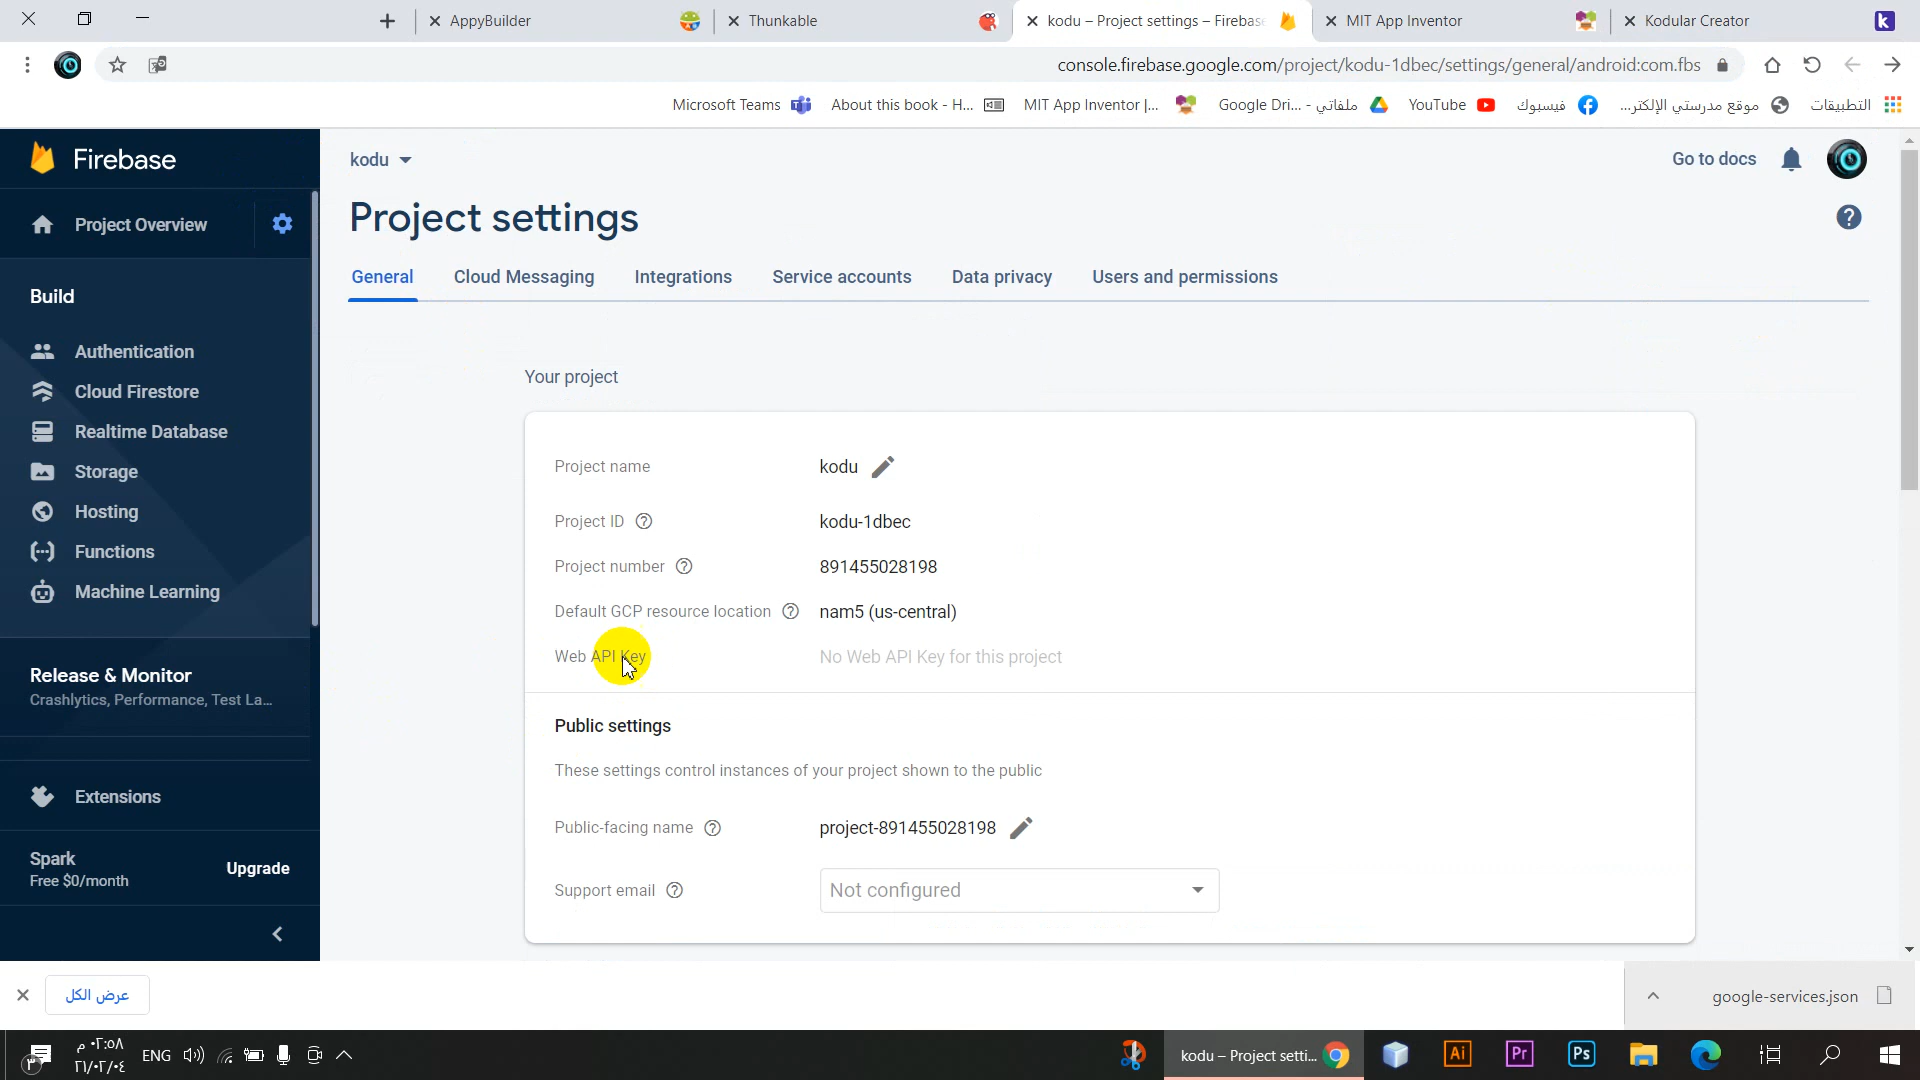 AppyBuilder
Thunkable
kodu – Project settings – Firebase
MIT App Inventor
Kodular Creator
console.firebase.google.com/project/kodu-1dbec/settings/general/android:com.fbs
Microsoft Teams
About this book - H...
MIT App Inventor |...
Google Dri... - ملفاتي
YouTube
فيسبوك
موقع مدرستي الإلكتر...
التطبيقات
Firebase
kodu
Go to docs
Project Overview
Project settings
General
Cloud Messaging
Integrations
Service accounts
Data privacy
Users and permissions
Build
Authentication
Cloud Firestore
Realtime Database
Storage
Hosting
Functions
Machine Learning
Release & Monitor
Crashlytics, Performance, Test La...
Extensions
Spark
Free $0/month
Upgrade
Your project
Project name
kodu
Project ID
kodu-1dbec
Project number
891455028198
Default GCP resource location
nam5 (us-central)
Web API Key
No Web API Key for this project
Public settings
These settings control instances of your project shown to the public
Public-facing name
project-891455028198
Support email
Not configured
عرض الكل
google-services.json
٠٢:٥٨ م
٢١/٠٢/٠٤
ENG
kodu – Project setti...
Ai
Pr
Ps